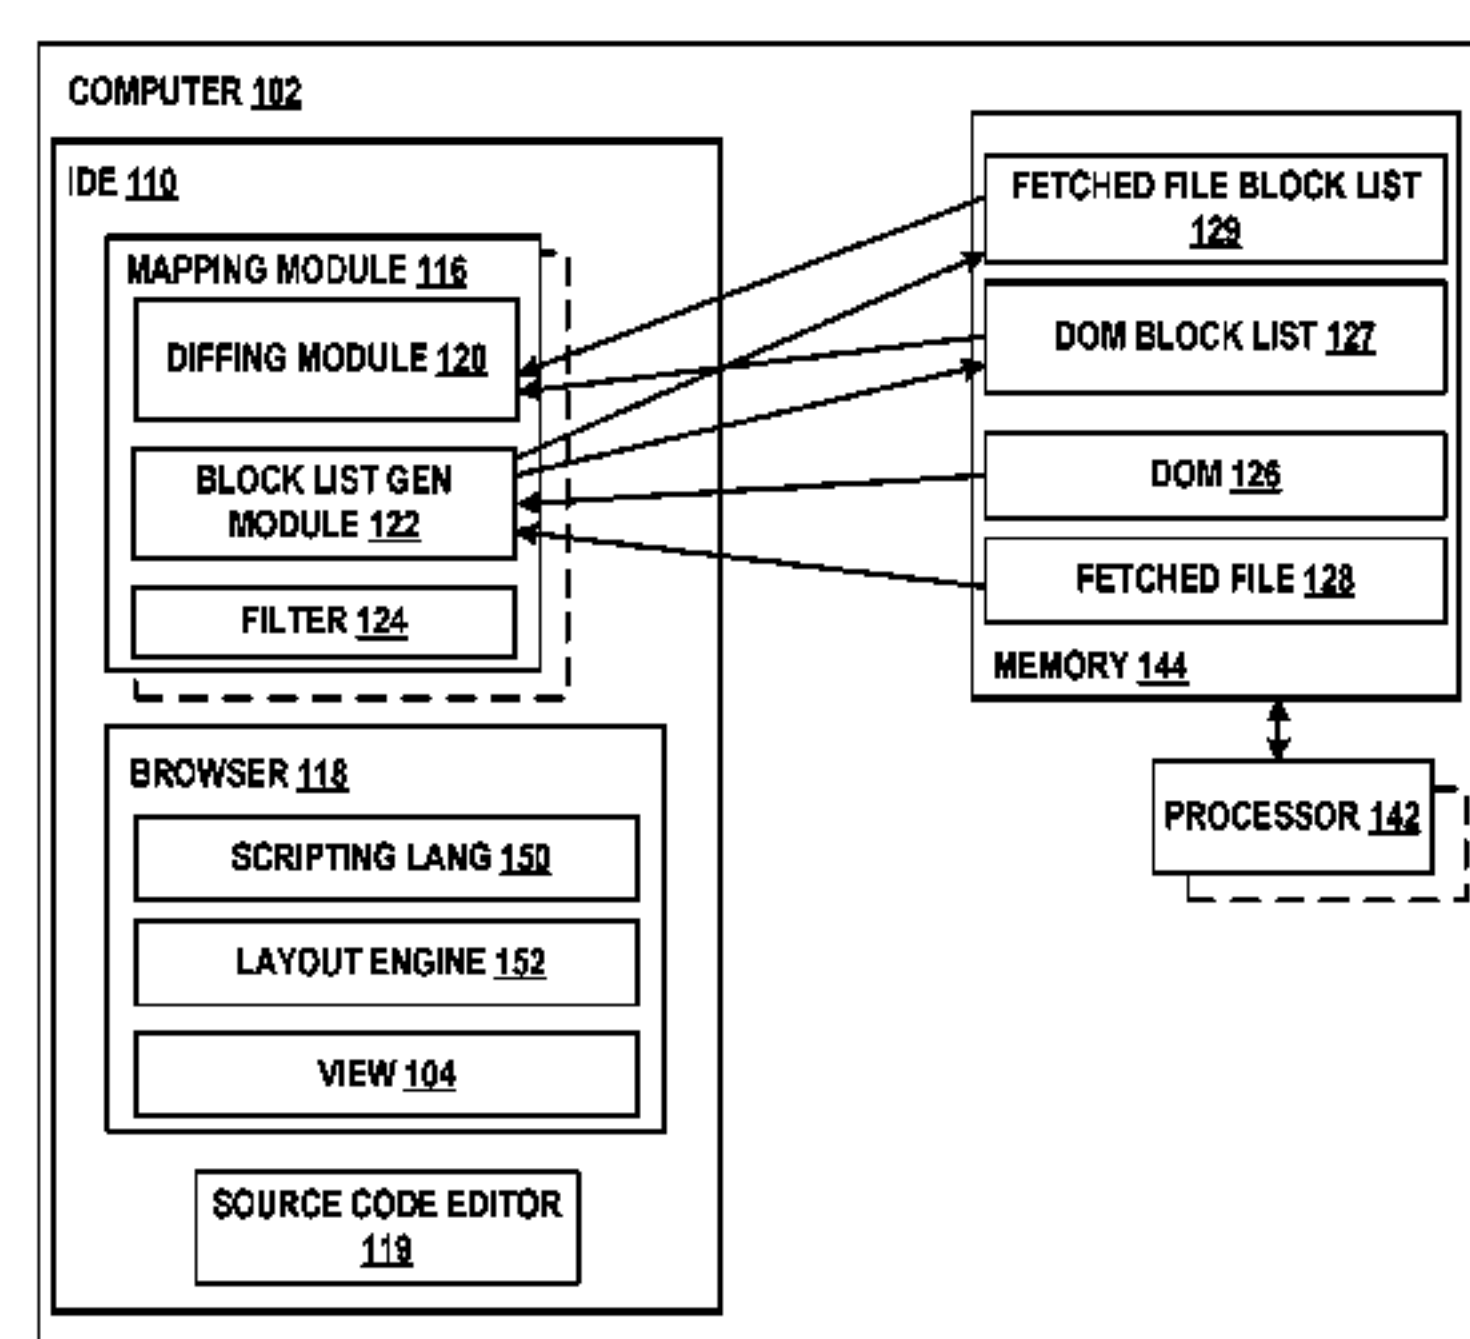 COMPUTER 102
IDE 110
MAPPING MODULE 116
DIFFING MODULE 120
BLOCK LIST GEN
MODULE 122
FILTER 124
BROWSER 118
SCRIPTING LANG 150
LAYOUT ENGINE 152
VIEW 104
SOURCE CODE EDITOR
119
FETCHED FILE BLOCK LIST
129
DOM BLOCK LIST 127
DOM 126
FETCHED FILE 128
MEMORY 144
PROCESSOR 142